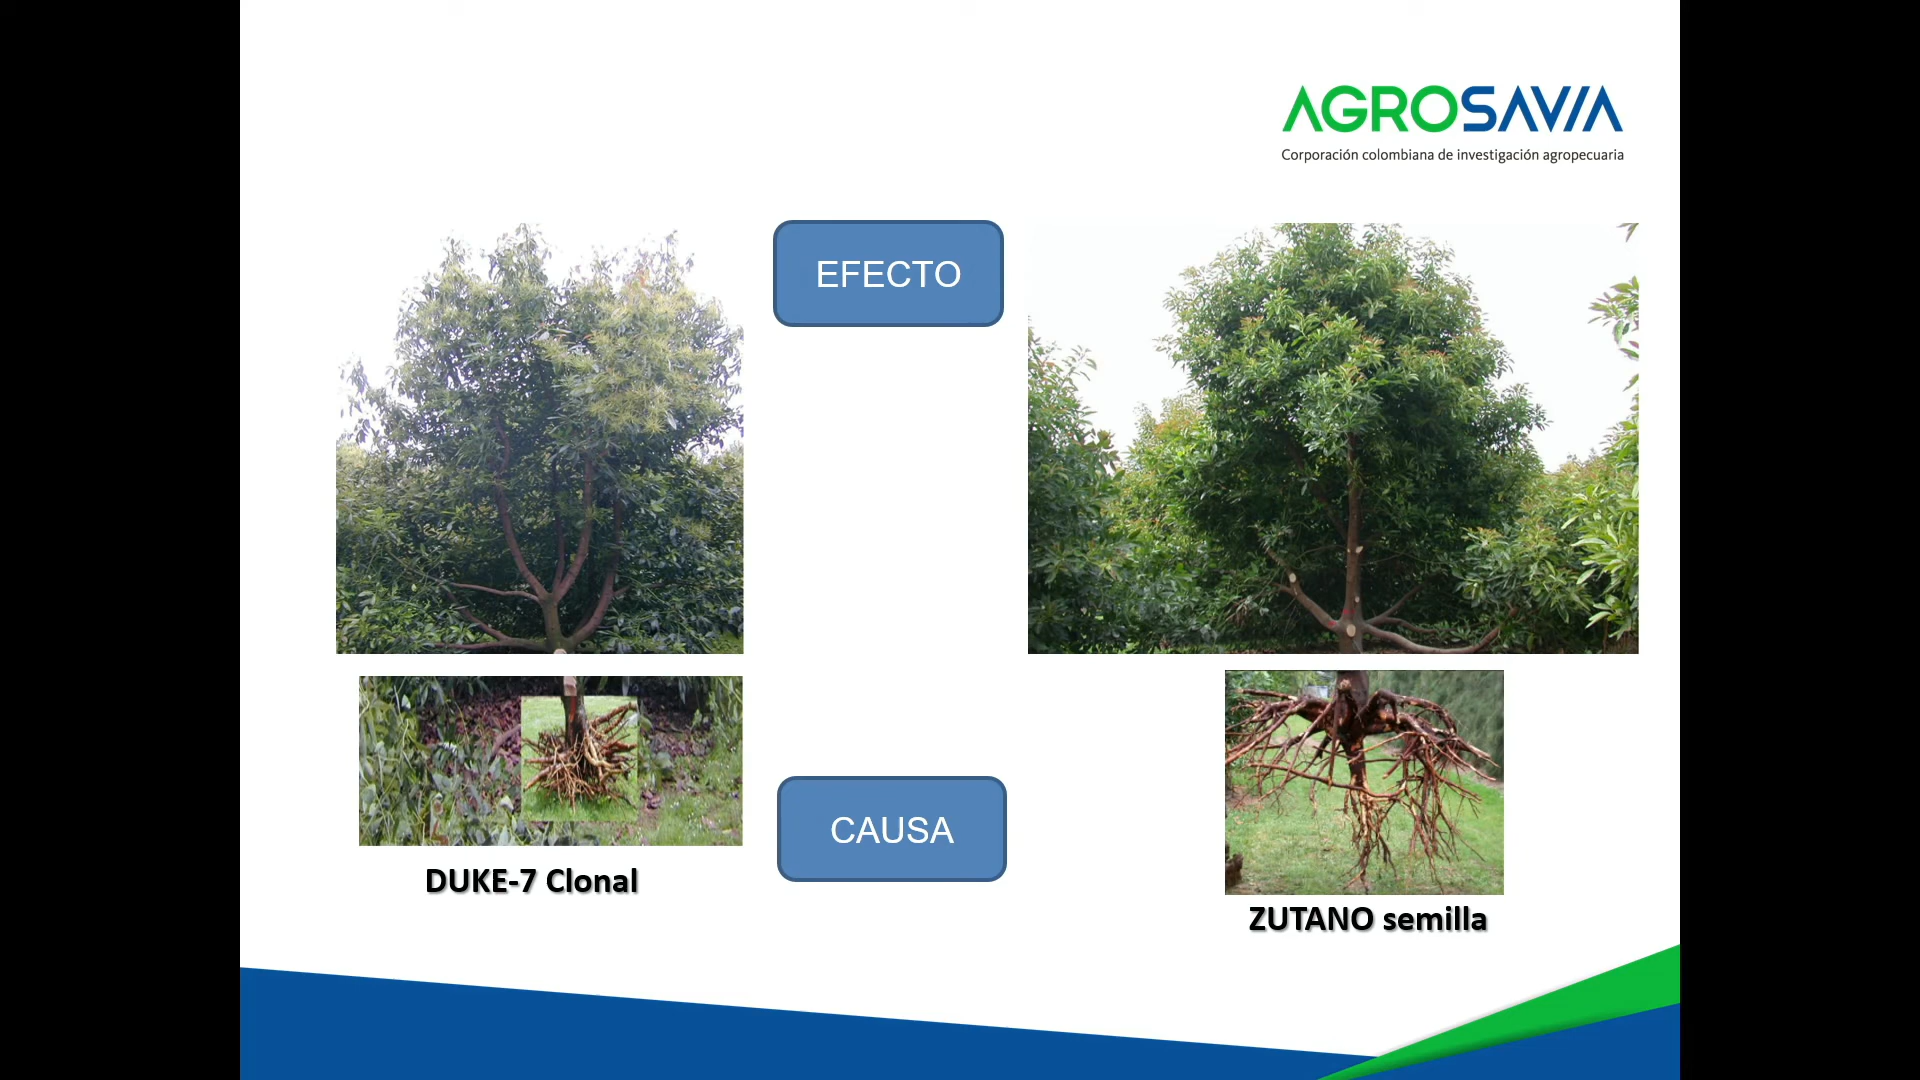 AGROSAVIA
Corporación colombiana de investigación agropecuaria
EFECTO
CAUSA
DUKE-7 Clonal
ZUTANO semilla